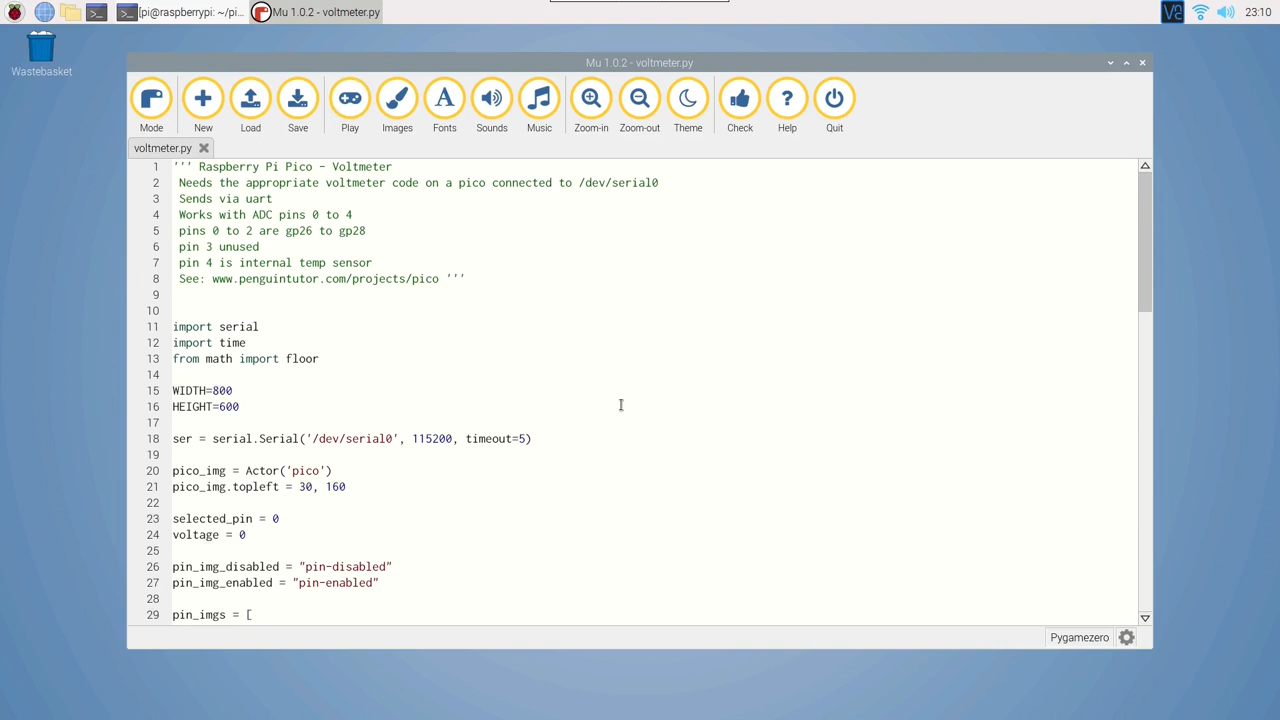 [pi@raspberrypi: ~/pi...
Mu 1.0.2 - voltmeter.py
23:10
Wastebasket
Mu 1.0.2 - voltmeter.py
Mode
New
Load
Save
Play
Images
Fonts
Sounds
Music
Zoom-in
Zoom-out
Theme
Check
Help
Quit
voltmeter.py
1 ''' Raspberry Pi Pico - Voltmeter
2 Needs the appropriate voltmeter code on a pico connected to /dev/serial0
3 Sends via uart
4 Works with ADC pins 0 to 4
5 pins 0 to 2 are gp26 to gp28
6 pin 3 unused
7 pin 4 is internal temp sensor
8 See: www.penguintutor.com/projects/pico '''
9
10
11 import serial
12 import time
13 from math import floor
14
15 WIDTH=800
16 HEIGHT=600
17
18 ser = serial.Serial('/dev/serial0', 115200, timeout=5)
19
20 pico_img = Actor('pico')
21 pico_img.topleft = 30, 160
22
23 selected_pin = 0
24 voltage = 0
25
26 pin_img_disabled = "pin-disabled"
27 pin_img_enabled = "pin-enabled"
28
29 pin_imgs = [
Pygamezero